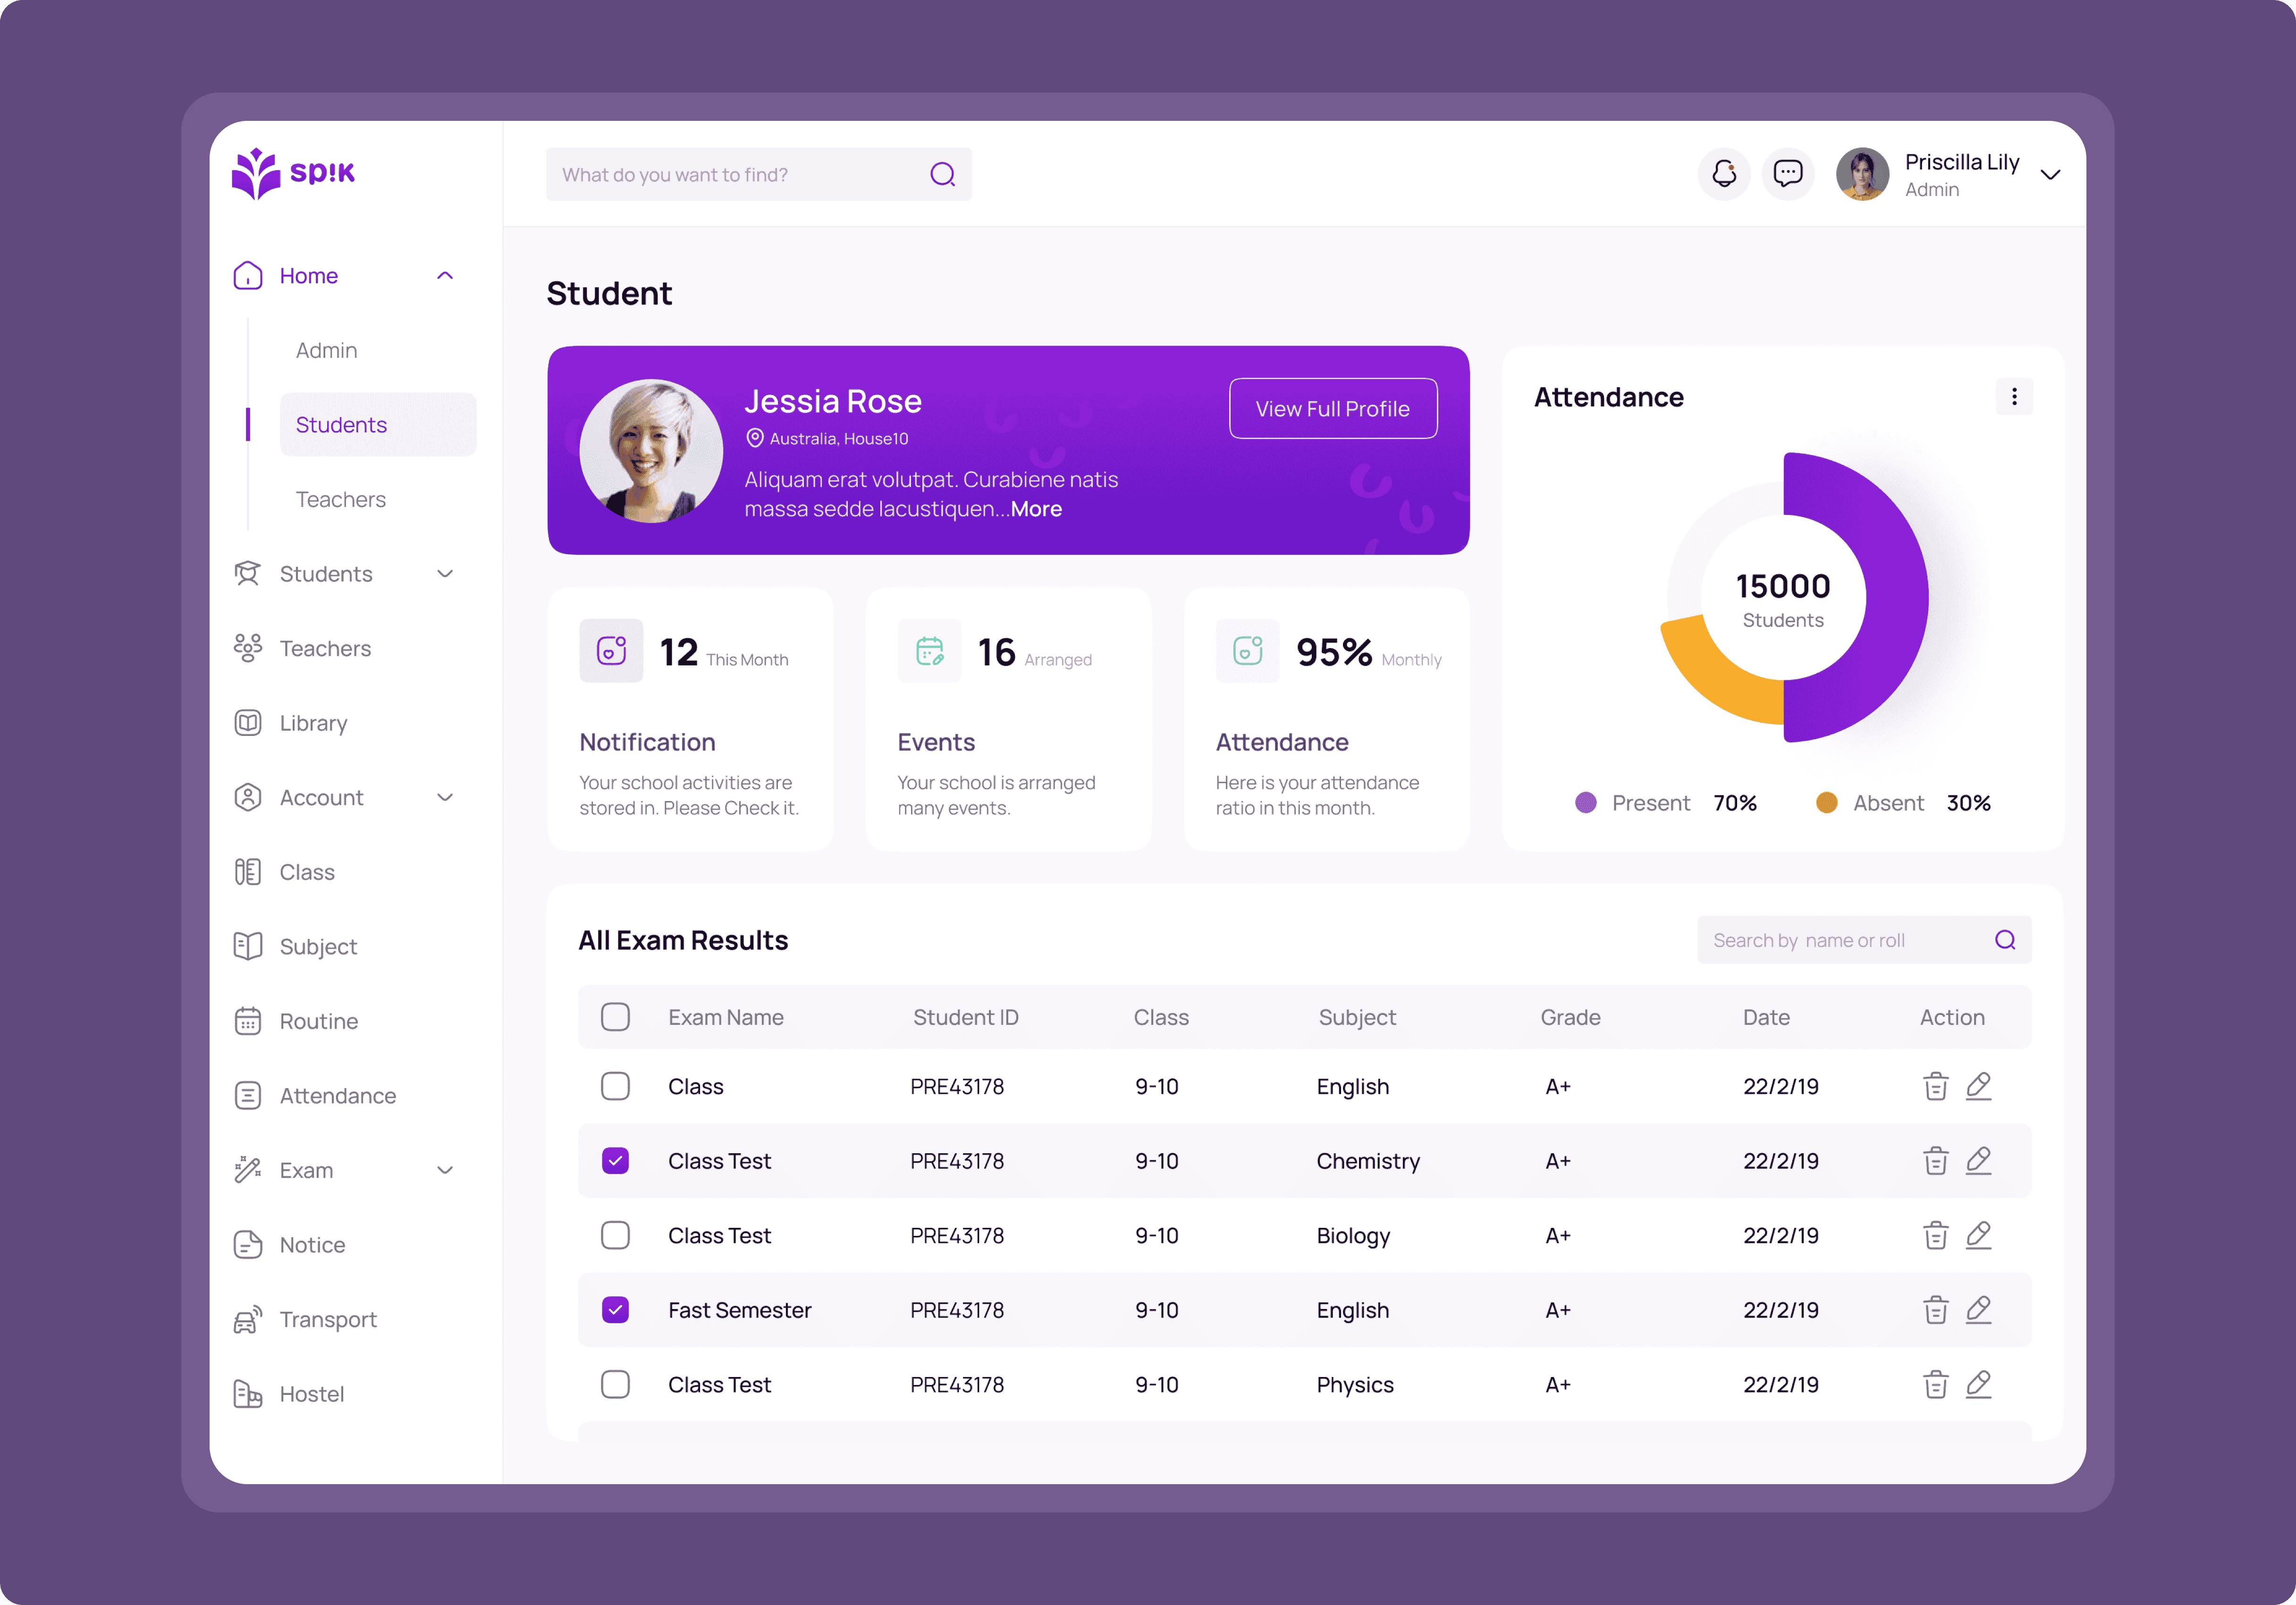 sp!k
What do you want to find?
Priscilla Lily
Admin
Home
Admin
Students
Teachers
Students
Teachers
Library
Account
Class
Subject
Routine
Attendance
Exam
Notice
Transport
Hostel
Student
Jessia Rose
Australia, House10
Aliquam erat volutpat. Curabiene natis
massa sedde lacustiquen...More
View Full Profile
12 This Month
Notification
Your school activities are
stored in. Please Check it.
16 Arranged
Events
Your school is arranged
many events.
95% Monthly
Attendance
Here is your attendance
ratio in this month.
Attendance
15000
Students
Present 70% Absent 30%
All Exam Results
Search by name or roll
Exam Name Student ID Class Subject Grade Date Action
Class PRE43178 9-10 English A+ 22/2/19
Class Test PRE43178 9-10 Chemistry A+ 22/2/19
Class Test PRE43178 9-10 Biology A+ 22/2/19
Fast Semester PRE43178 9-10 English A+ 22/2/19
Class Test PRE43178 9-10 Physics A+ 22/2/19